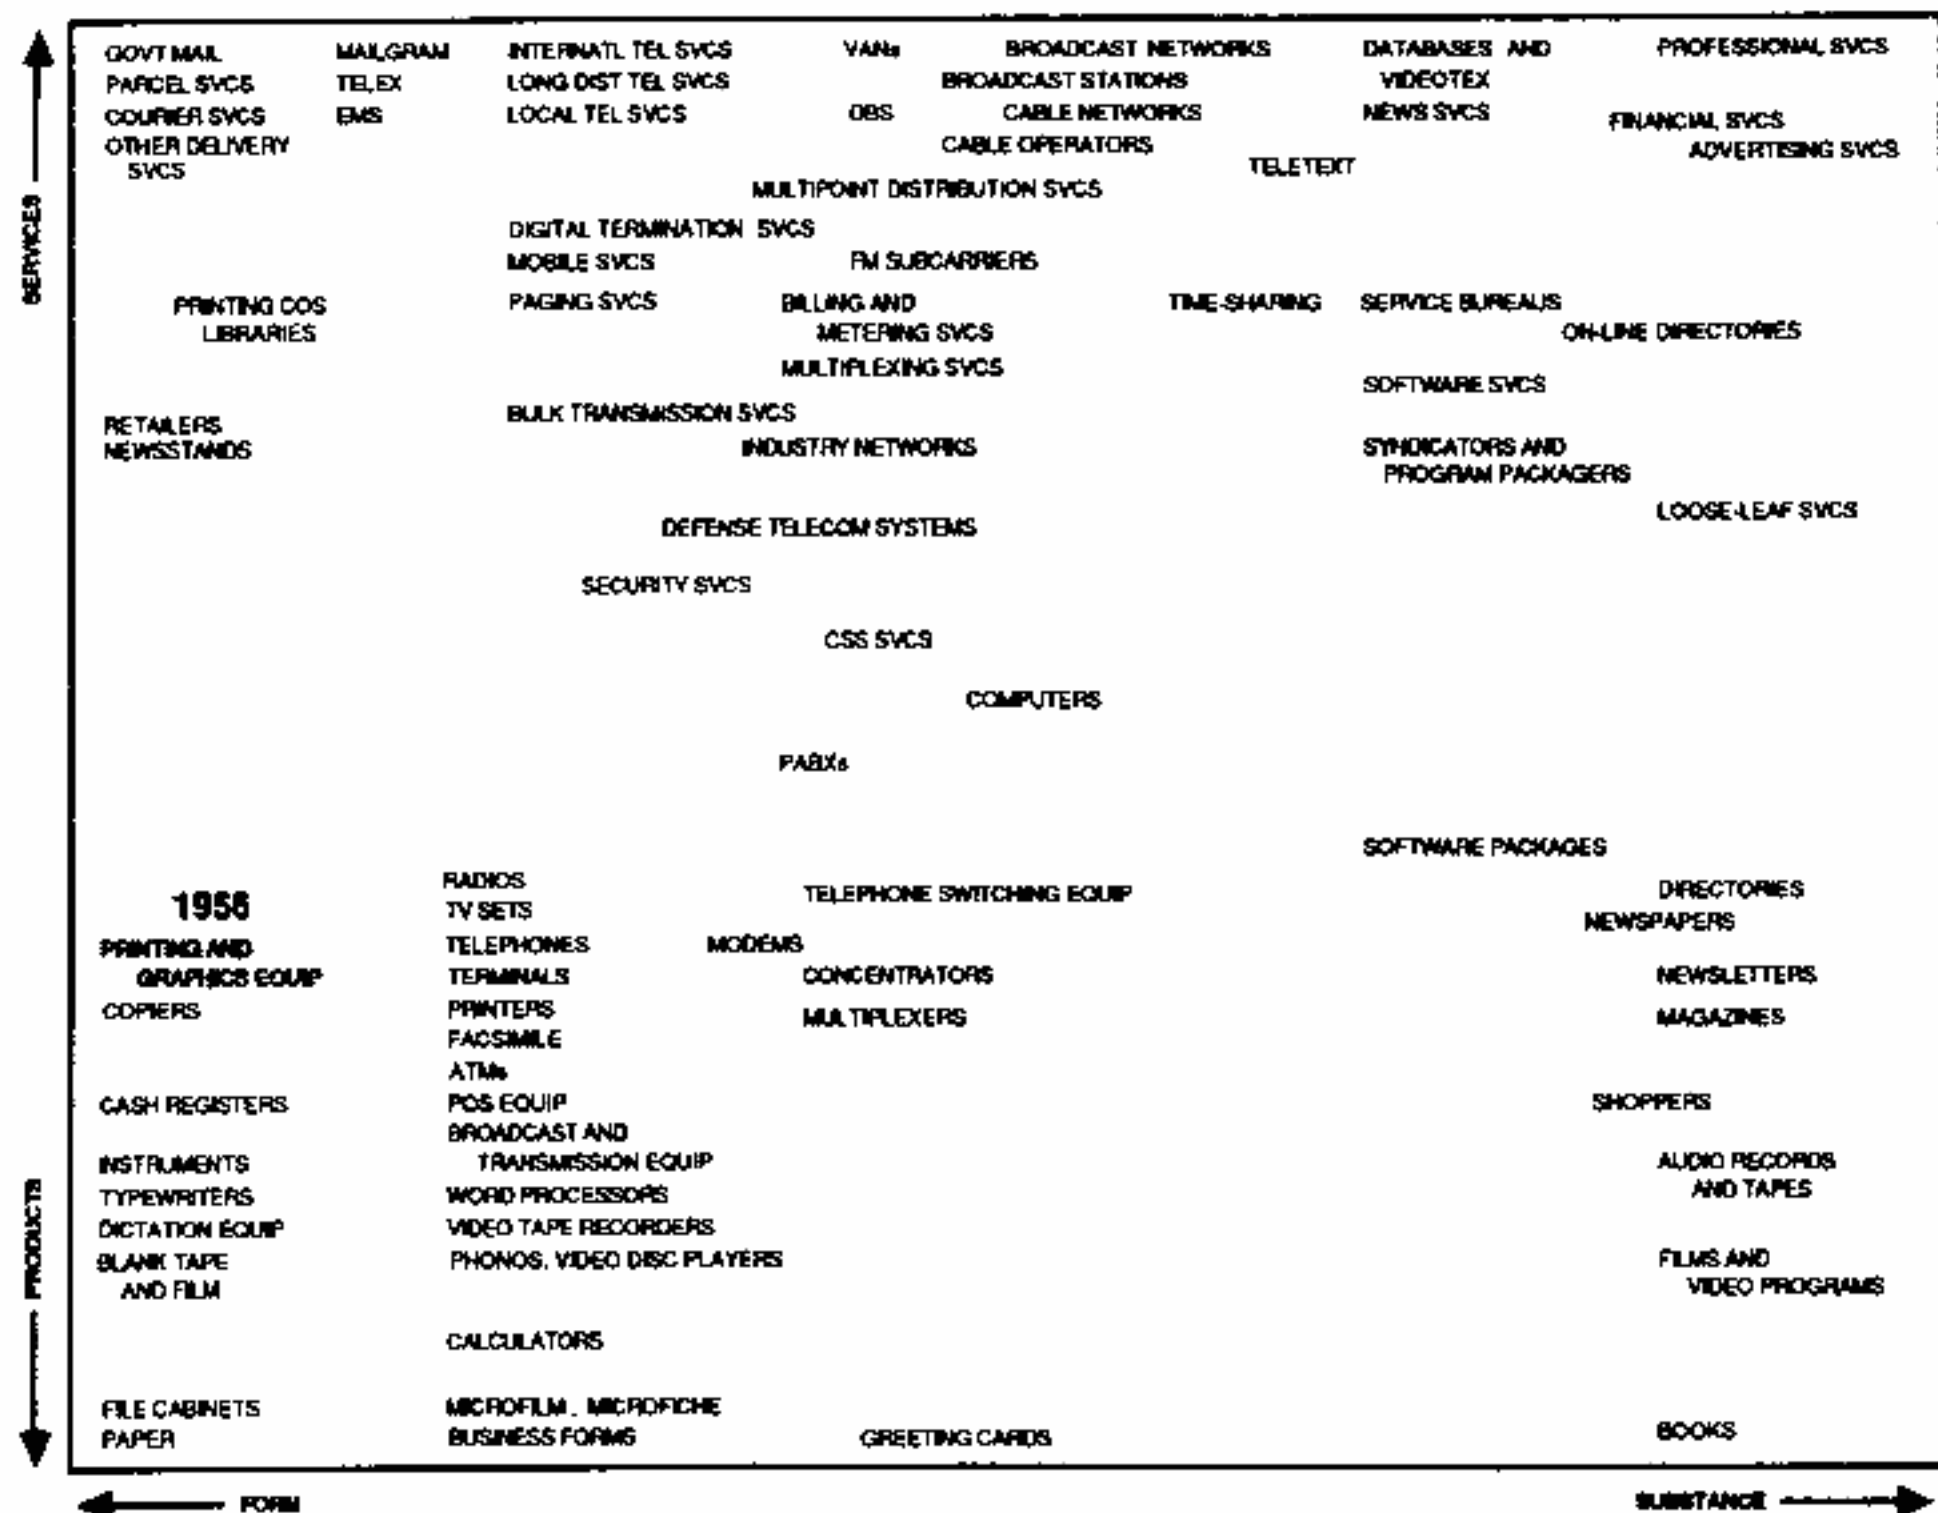 GOVT MAIL MAILGRAM INTERNATL TEL SVCS VANs BROADCAST NETWORKS DATABASES AND PROFESSIONAL SVCS
PARCEL SVCS TELEX LONG DIST TEL SVCS BROADCAST STATIONS VIDEOTEX
COURIER SVCS EMS LOCAL TEL SVCS DBS CABLE NETWORKS NEWS SVCS FINANCIAL SVCS
OTHER DELIVERY CABLE OPERATORS ADVERTISING SVCS
SVCS TELETEXT
MULTIPOINT DISTRIBUTION SVCS
DIGITAL TERMINATION SVCS
MOBILE SVCS FM SUBCARRIERS
SERVICES
PRINTING COS PAGING SVCS BILLING AND TIME-SHARING SERVICE BUREAUS
LIBRARIES METERING SVCS ON-LINE DIRECTORIES
MULTIPLEXING SVCS
SOFTWARE SVCS
RETAILERS BULK TRANSMISSION SVCS
NEWSSTANDS INDUSTRY NETWORKS SYNDICATORS AND
PROGRAM PACKAGERS
LOOSE-LEAF SVCS
DEFENSE TELECOM SYSTEMS
SECURITY SVCS
CSS SVCS
COMPUTERS
PABXs
SOFTWARE PACKAGES
RADIOS TELEPHONE SWITCHING EQUIP DIRECTORIES
TV SETS NEWSPAPERS
PRINTING AND TELEPHONES MODEMS
GRAPHICS EQUIP TERMINALS CONCENTRATORS NEWSLETTERS
COPIERS PRINTERS MULTIPLEXERS MAGAZINES
FACSIMILE
ATMs
CASH REGISTERS POS EQUIP SHOPPERS
BROADCAST AND
INSTRUMENTS TRANSMISSION EQUIP AUDIO RECORDS
TYPEWRITERS WORD PROCESSORS AND TAPES
DICTATION EQUIP VIDEO TAPE RECORDERS
PRODUCTS
BLANK TAPE PHONOS, VIDEO DISC PLAYERS FILMS AND
AND FILM VIDEO PROGRAMS
CALCULATORS
FILE CABINETS MICROFILM, MICROFICHE
PAPER BUSINESS FORMS GREETING CARDS BOOKS
FORM SUBSTANCE